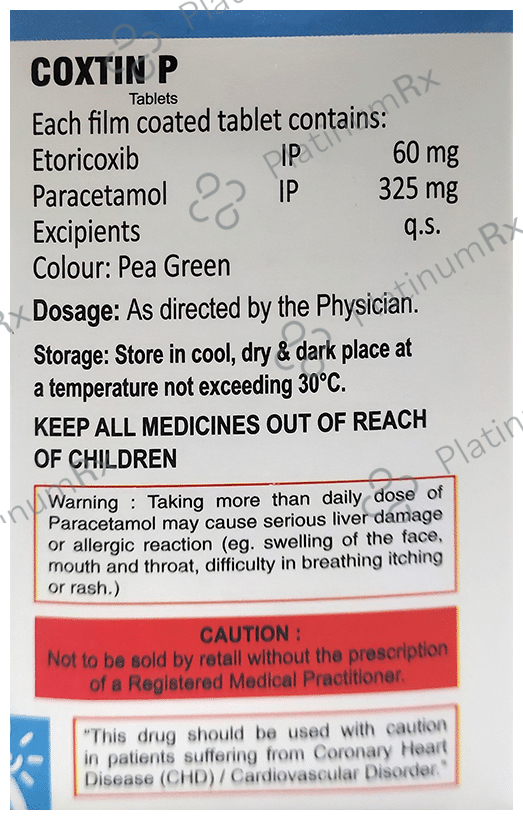 COXTIN P
Tablets
Each film coated tablet contains:
Etoricoxib IP 60 mg
Paracetamol IP 325 mg
Excipients q.s.
Colour: Pea Green
Dosage: As directed by the Physician.
Storage: Store in cool, dry & dark place at
a temperature not exceeding 30°C.
KEEP ALL MEDICINES OUT OF REACH
OF CHILDREN
Warning : Taking more than daily dose of
Paracetamol may cause serious liver damage
or allergic reaction (eg. swelling of the face,
mouth and throat, difficulty in breathing itching
or rash.)
CAUTION :
Not to be sold by retail without the prescription
of a Registered Medical Practitioner.
"This drug should be used with caution
in patients suffering from Coronary Heart
Disease (CHD) / Cardiovascular Disorder."
PlatinumRx
PlatinumRx